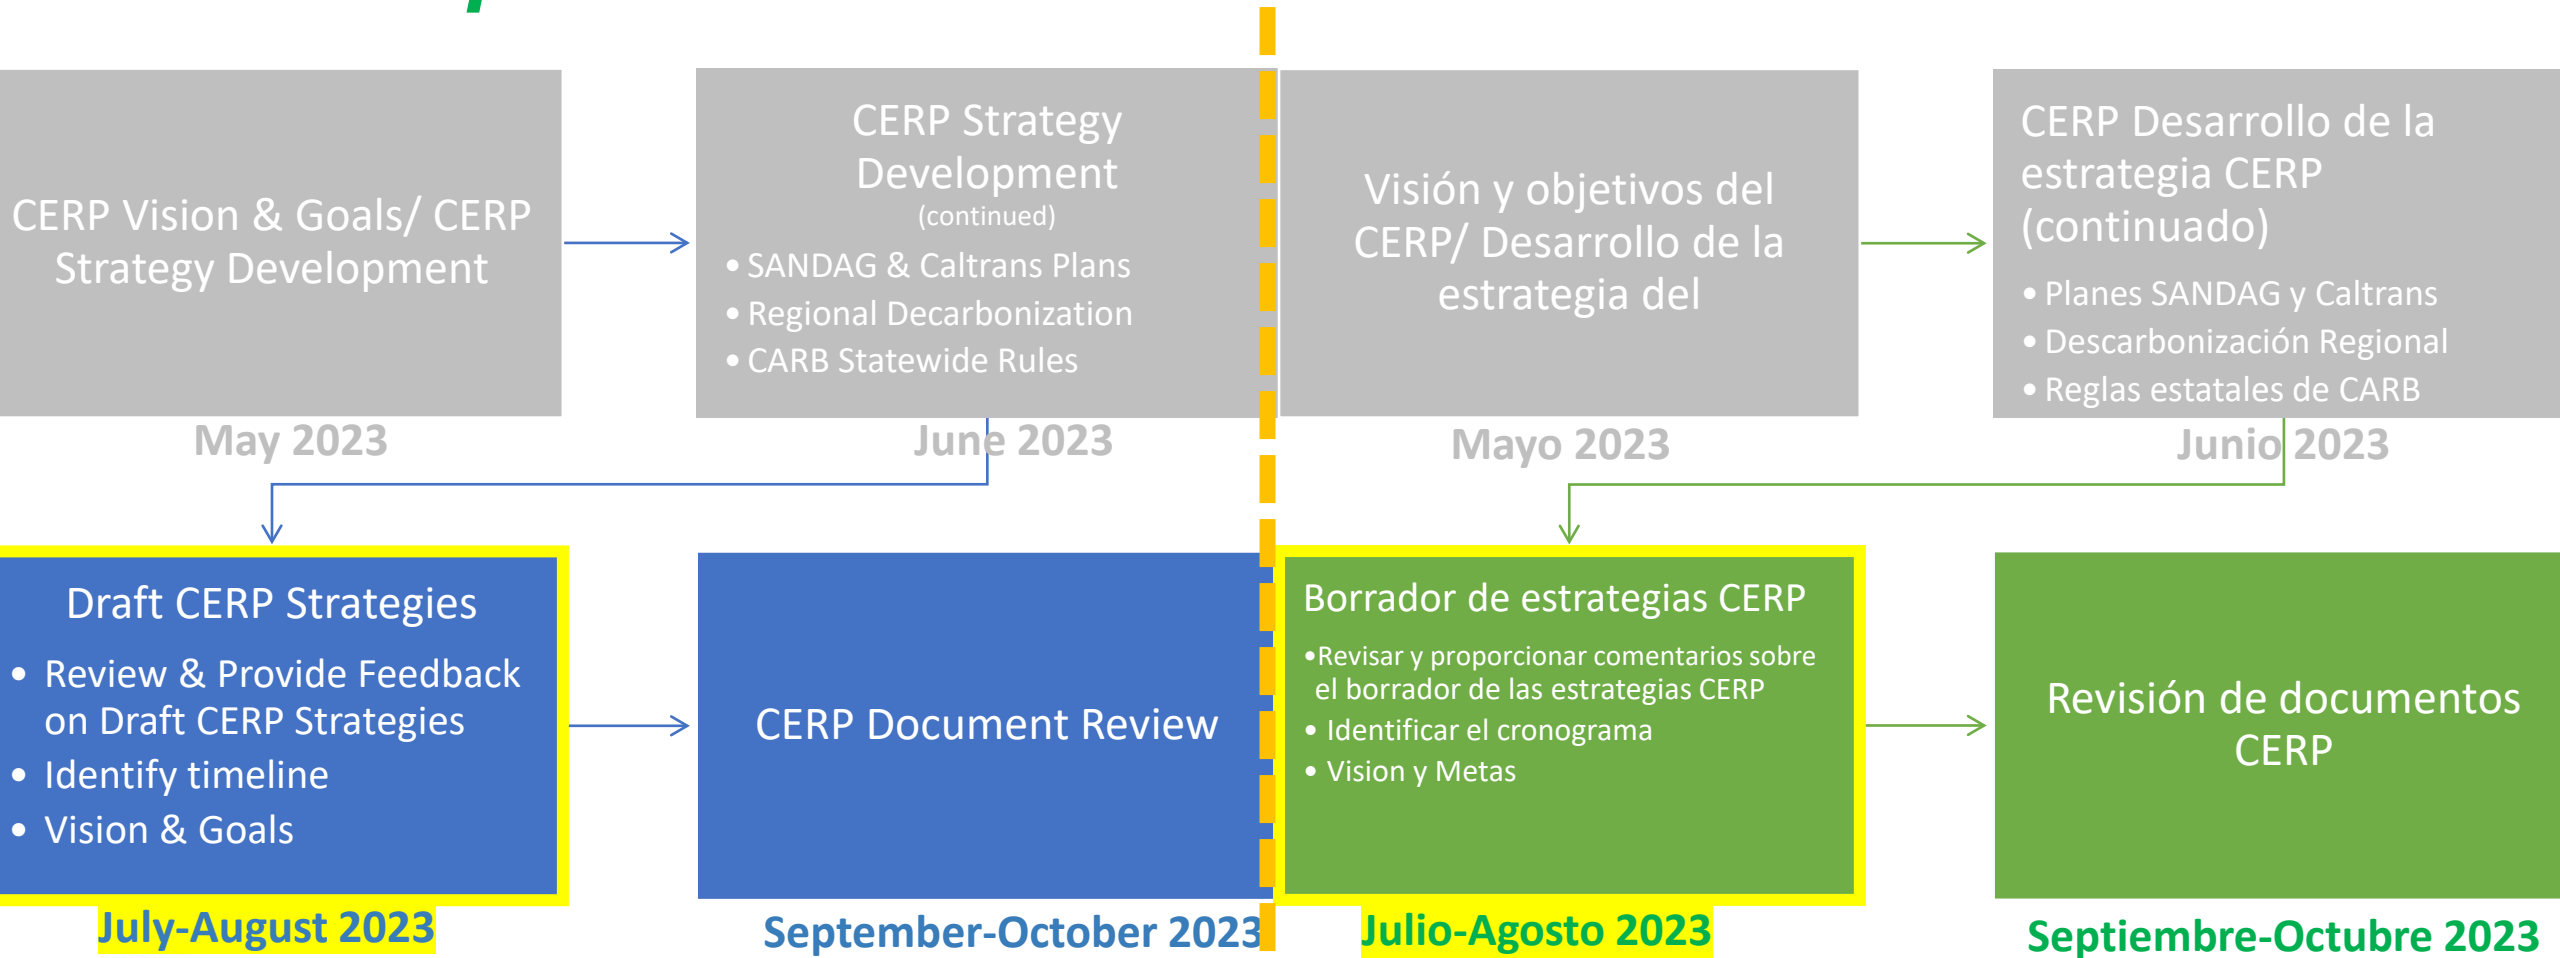 CERP Vision & Goals/ CERP
Strategy Development
May 2023
CERP Strategy
Development
(continued)
• SANDAG & Caltrans Plans
• Regional Decarbonization
• CARB Statewide Rules
June 2023
Draft CERP Strategies
• Review & Provide Feedback
on Draft CERP Strategies
• Identify timeline
• Vision & Goals
July-August 2023
CERP Document Review
September-October 2023
Visión y objetivos del
CERP/ Desarrollo de la
estrategia del
Mayo 2023
CERP Desarrollo de la
estrategia CERP
(continuado)
• Planes SANDAG y Caltrans
• Descarbonización Regional
• Reglas estatales de CARB
Junio 2023
Borrador de estrategias CERP
•Revisar y proporcionar comentarios sobre
el borrador de las estrategias CERP
• Identificar el cronograma
• Vision y Metas
Julio-Agosto 2023
Revisión de documentos
CERP
Septiembre-Octubre 2023